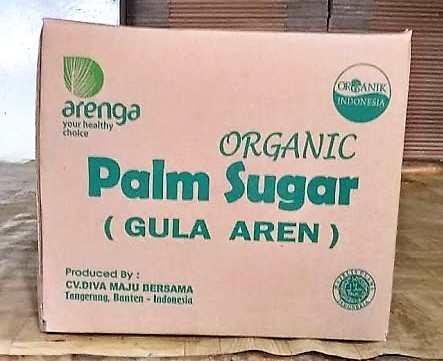 arenga
your healthy
choice
ORGANIK
INDONESIA
ORGANIC
Palm Sugar
( GULA AREN )
Produced By :
CV.DIVA MAJU BERSAMA
Tangerang, Banten - Indonesia